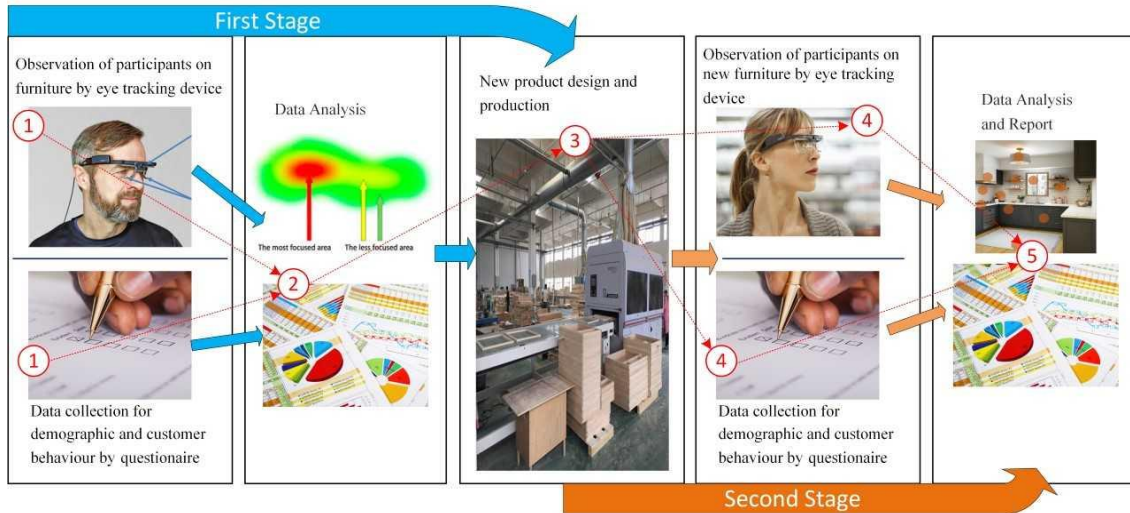 First Stage
Observation of participants on
furniture by eye tracking device
1
1
Data collection for
demographic and customer
behaviour by questionaire
Data Analysis
The most focused area
The less focused area
2
New product design and
production
3
Observation of participants on
new furniture by eye tracking
device
4
4
Data collection for
demographic and customer
behaviour by questionaire
Data Analysis
and Report
5
Second Stage